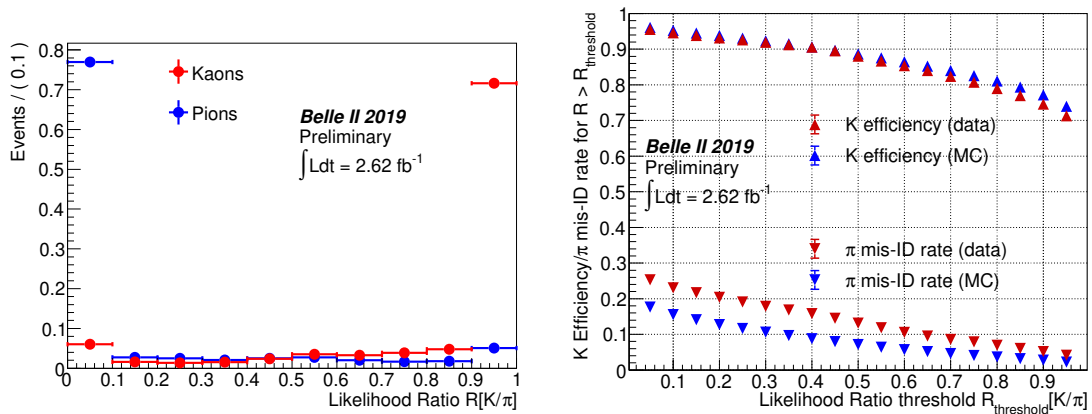 Events / ( 0.1 )
0.8
0.7
0.6
0.5
0.4
0.3
0.2
0.1
0
Kaons
Pions
Belle II 2019
Preliminary
∫Ldt = 2.62 fb⁻¹
0 0.1 0.2 0.3 0.4 0.5 0.6 0.7 0.8 0.9 1
Likelihood Ratio R[K/π]
K Efficiency/π mis-ID rate for R > R_threshold
1
0.9
0.8
0.7
0.6
0.5
0.4
0.3
0.2
0.1
0
K efficiency (data)
K efficiency (MC)
Belle II 2019
Preliminary
∫Ldt = 2.62 fb⁻¹
π mis-ID rate (data)
π mis-ID rate (MC)
0.1 0.2 0.3 0.4 0.5 0.6 0.7 0.8 0.9
Likelihood Ratio threshold R_threshold[K/π]